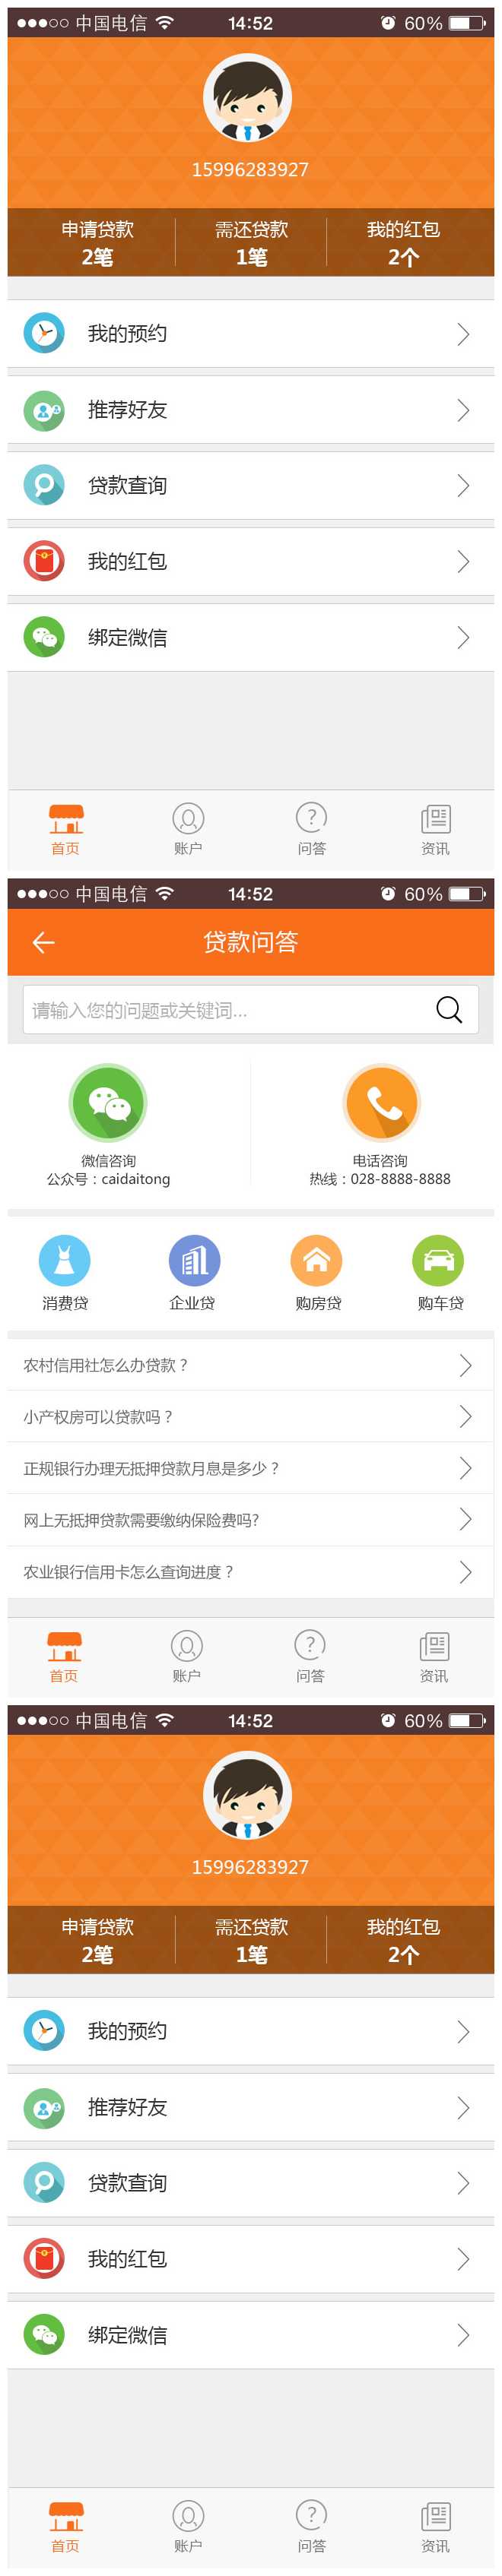 中国电信 14:52 60%
15996283927
申请贷款 需还贷款 我的红包
2笔 1笔 2个
我的预约
推荐好友
贷款查询
我的红包
绑定微信
首页 账户 问答 资讯
中国电信 14:52 60%
贷款问答
请输入您的问题或关键词...
微信咨询 电话咨询
公众号：caidaitong 热线：028-8888-8888
消费贷 企业贷 购房贷 购车贷
农村信用社怎么办贷款？
小产权房可以贷款吗？
正规银行办理无抵押贷款月息是多少？
网上无抵押贷款需要缴纳保险费吗?
农业银行信用卡怎么查询进度？
首页 账户 问答 资讯
中国电信 14:52 60%
15996283927
申请贷款 需还贷款 我的红包
2笔 1笔 2个
我的预约
推荐好友
贷款查询
我的红包
绑定微信
首页 账户 问答 资讯